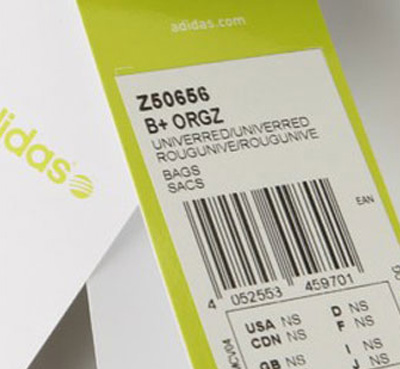 adidas.com
Z50656
B+ ORGZ
UNIVERRED/UNIVERRED
ROUGUNIVE/ROUGUNIVE
BAGS
SACS
EAN
4 052553 459701
USA NS
D NS
CDN NS
F NS
GB NS
I NS
J NS
didas